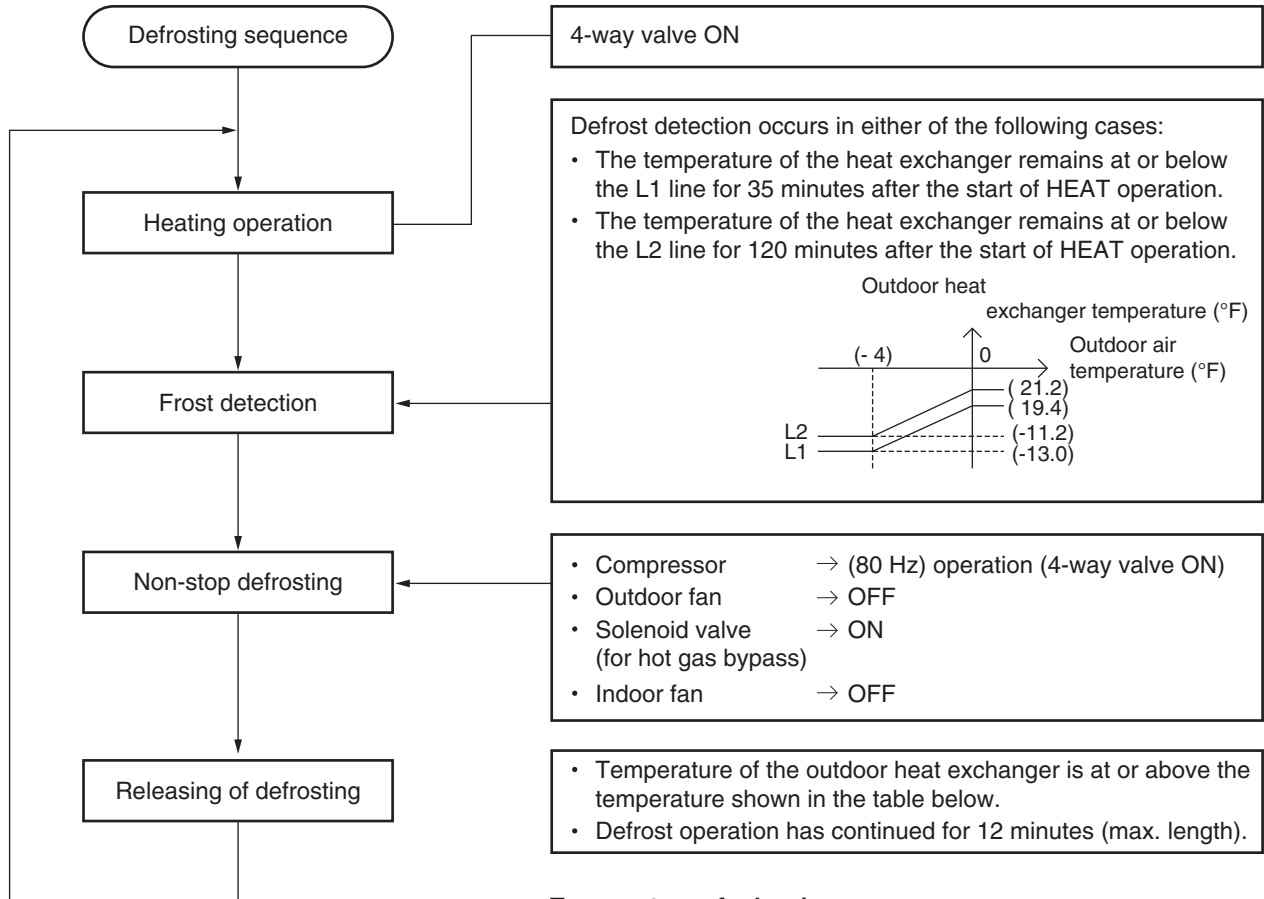 Defrosting sequence
4-way valve ON
Defrost detection occurs in either of the following cases:
• The temperature of the heat exchanger remains at or below
the L1 line for 35 minutes after the start of HEAT operation.
• The temperature of the heat exchanger remains at or below
the L2 line for 120 minutes after the start of HEAT operation.
Heating operation
Outdoor heat
exchanger temperature (°F)
(- 4)
0
Outdoor air
temperature (°F)
( 21.2)
( 19.4)
L2
(-11.2)
L1
(-13.0)
Frost detection
Non-stop defrosting
• Compressor → (80 Hz) operation (4-way valve ON)
• Outdoor fan → OFF
• Solenoid valve → ON
(for hot gas bypass)
• Indoor fan → OFF
Releasing of defrosting
• Temperature of the outdoor heat exchanger is at or above the
temperature shown in the table below.
• Defrost operation has continued for 12 minutes (max. length).